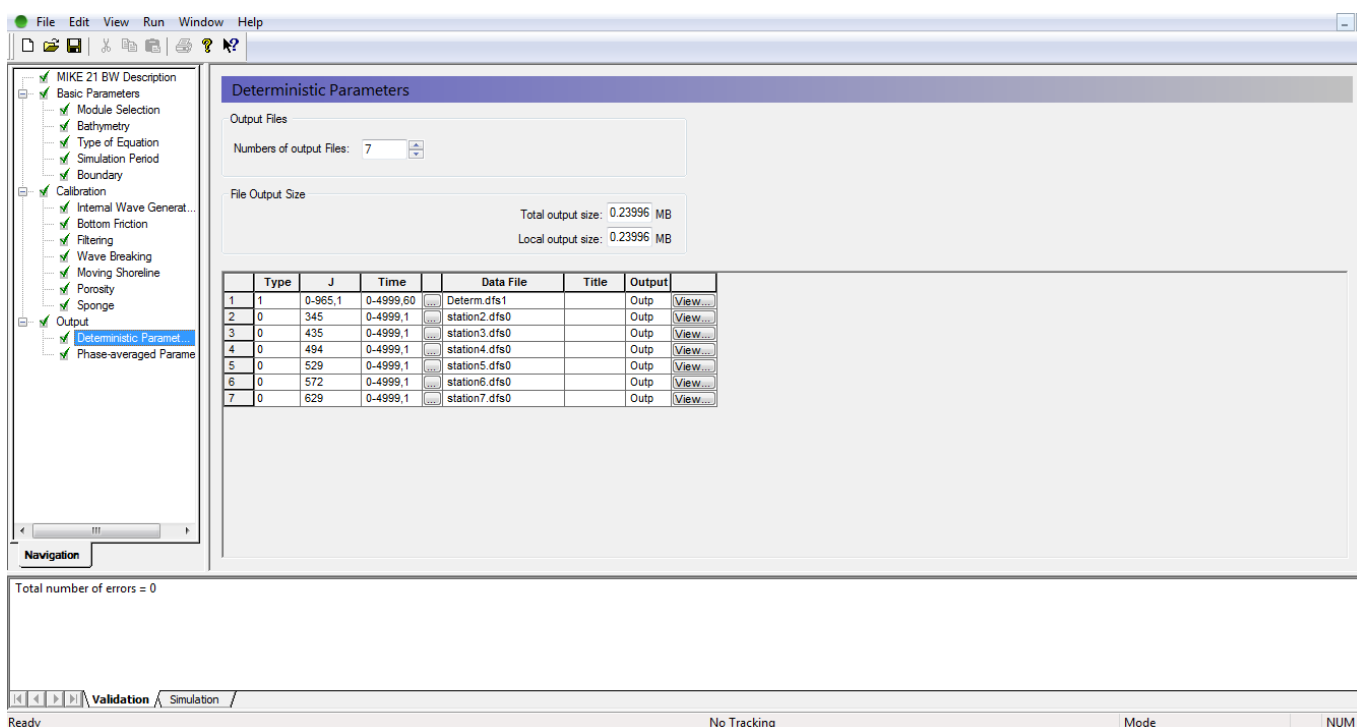 File Edit View Run Window Help
MIKE 21 BW Description
Basic Parameters
Module Selection
Bathymetry
Type of Equation
Simulation Period
Boundary
Calibration
Internal Wave Generat...
Bottom Friction
Filtering
Wave Breaking
Moving Shoreline
Porosity
Sponge
Output
Deterministic Paramet...
Phase-averaged Parame
Navigation
Deterministic Parameters
Output Files
Numbers of output Files: 7
File Output Size
Total output size: 0.23996 MB
Local output size: 0.23996 MB
Type J Time Data File Title Output
1 1 0-965,1 0-4999,60 ... Determ.dfs1 Outp View...
2 0 345 0-4999,1 ... station2.dfs0 Outp View...
3 0 435 0-4999,1 ... station3.dfs0 Outp View...
4 0 494 0-4999,1 ... station4.dfs0 Outp View...
5 0 529 0-4999,1 ... station5.dfs0 Outp View...
6 0 572 0-4999,1 ... station6.dfs0 Outp View...
7 0 629 0-4999,1 ... station7.dfs0 Outp View...
Total number of errors = 0
Validation Simulation
Ready No Tracking Mode NUM